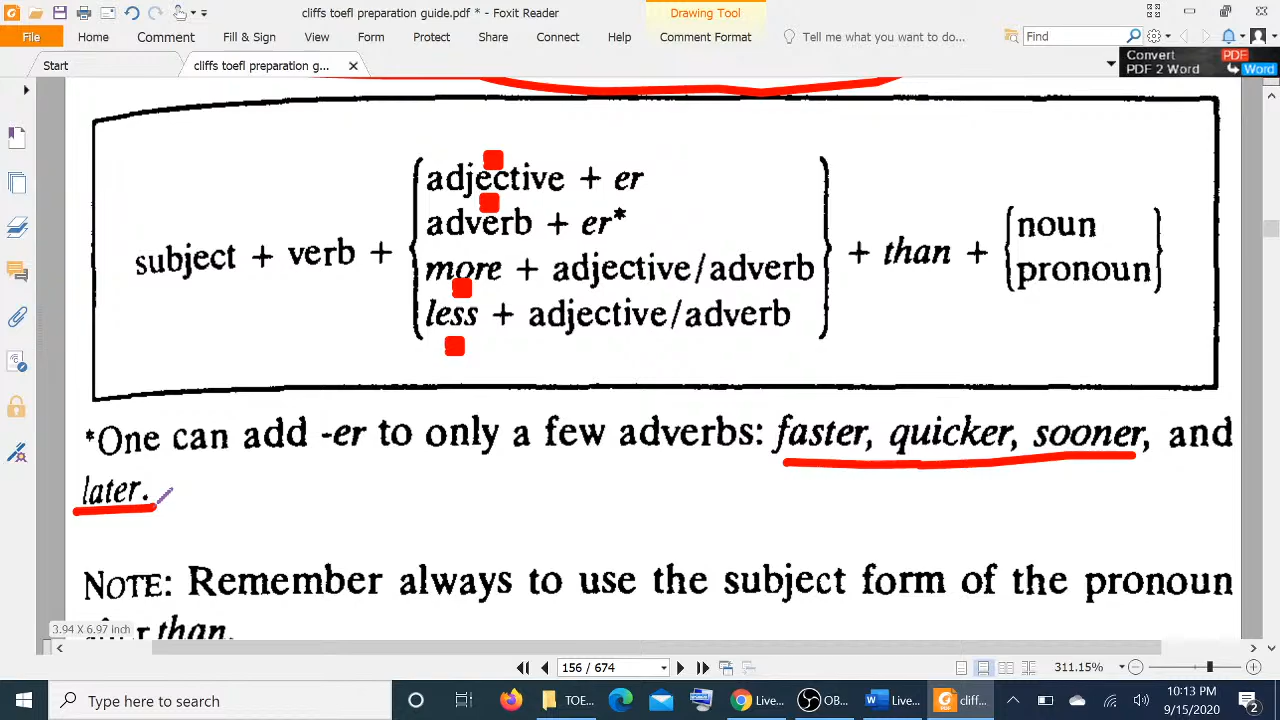 cliffs toefl preparation guide.pdf * - Foxit Reader
Drawing Tool
File Home Comment Fill & Sign View Form Protect Share Connect Help Comment Format Tell me what you want to do... Find
Start
cliffs toefl preparation g...
Convert PDF
PDF 2 Word Word
adjective + er
adverb + er*
subject + verb + more + adjective/adverb + than + noun pronoun
less + adjective/adverb
*One can add -er to only a few adverbs: faster, quicker, sooner, and
later.
NOTE: Remember always to use the subject form of the pronoun
than.
3.94 X 6.97 inch
156 / 674
311.15%
Type here to search
TOE...
Live...
OB...
Live...
cliff...
10:13 PM
9/15/2020
2